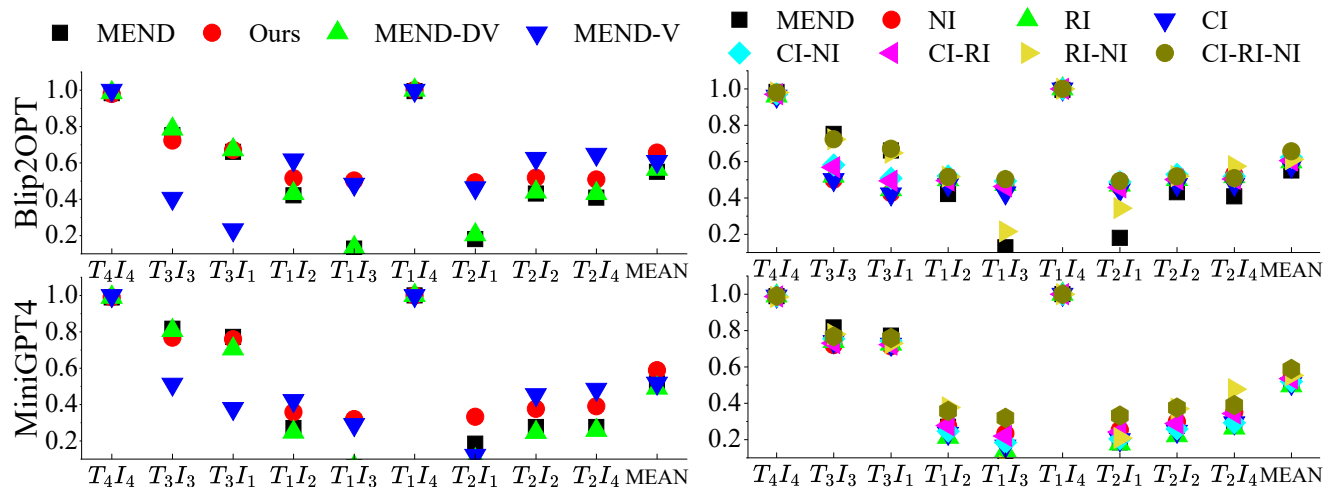 MEND Ours MEND-DV MEND-V
MEND NI RI CI
CI-NI CI-RI RI-NI CI-RI-NI
Blip2OPT
1.0
0.8
0.6
0.4
0.2
T4I4 T3I3 T3I1 T1I2 T1I3 T1I4 T2I1 T2I2 T2I4 MEAN
1.0
0.8
0.6
0.4
0.2
T4I4 T3I3 T3I1 T1I2 T1I3 T1I4 T2I1 T2I2 T2I4 MEAN
MiniGPT4
1.0
0.8
0.6
0.4
0.2
T4I4 T3I3 T3I1 T1I2 T1I3 T1I4 T2I1 T2I2 T2I4 MEAN
1.0
0.8
0.6
0.4
0.2
T4I4 T3I3 T3I1 T1I2 T1I3 T1I4 T2I1 T2I2 T2I4 MEAN